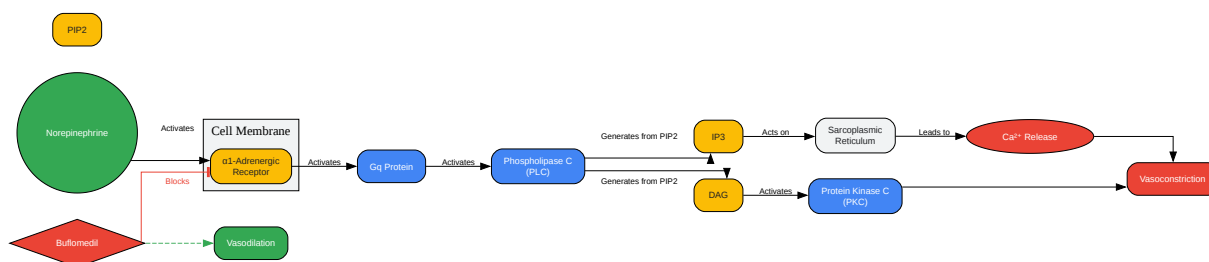 PIP2
Norepinephrine
Activates
Cell Membrane
α1-Adrenergic
Receptor
Blocks
Buflomedil
Vasodilation
Activates
Gq Protein
Activates
Phospholipase C
(PLC)
Generates from PIP2
Generates from PIP2
IP3
DAG
Acts on
Activates
Sarcoplasmic
Reticulum
Protein Kinase C
(PKC)
Leads to
Ca²⁺ Release
Vasoconstriction